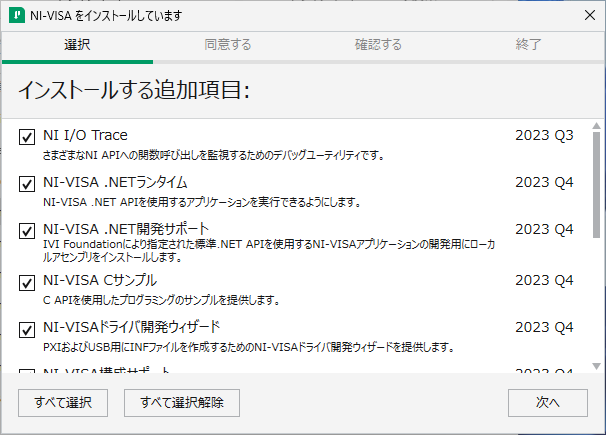 NI-VISA をインストールしています
選択
同意する
確認する
終了
インストールする追加項目:
NI I/O Trace
2023 Q3
さまざまなNI APIへの関数呼び出しを監視するためのデバッグユーティリティです。
NI-VISA .NETランタイム
2023 Q4
NI-VISA .NET APIを使用するアプリケーションを実行できるようにします。
NI-VISA .NET開発サポート
2023 Q4
IVI Foundationにより指定された標準.NET APIを使用するNI-VISAアプリケーションの開発用にローカ
ルアセンブリをインストールします。
NI-VISA Cサンプル
2023 Q4
C APIを使用したプログラミングのサンプルを提供します。
NI-VISAドライバ開発ウィザード
2023 Q4
PXIおよびUSB用にINFファイルを作成するためのNI-VISAドライバ開発ウィザードを提供します。
NI-VISA構成サポート
2023 Q4
すべて選択
すべて選択解除
次へ